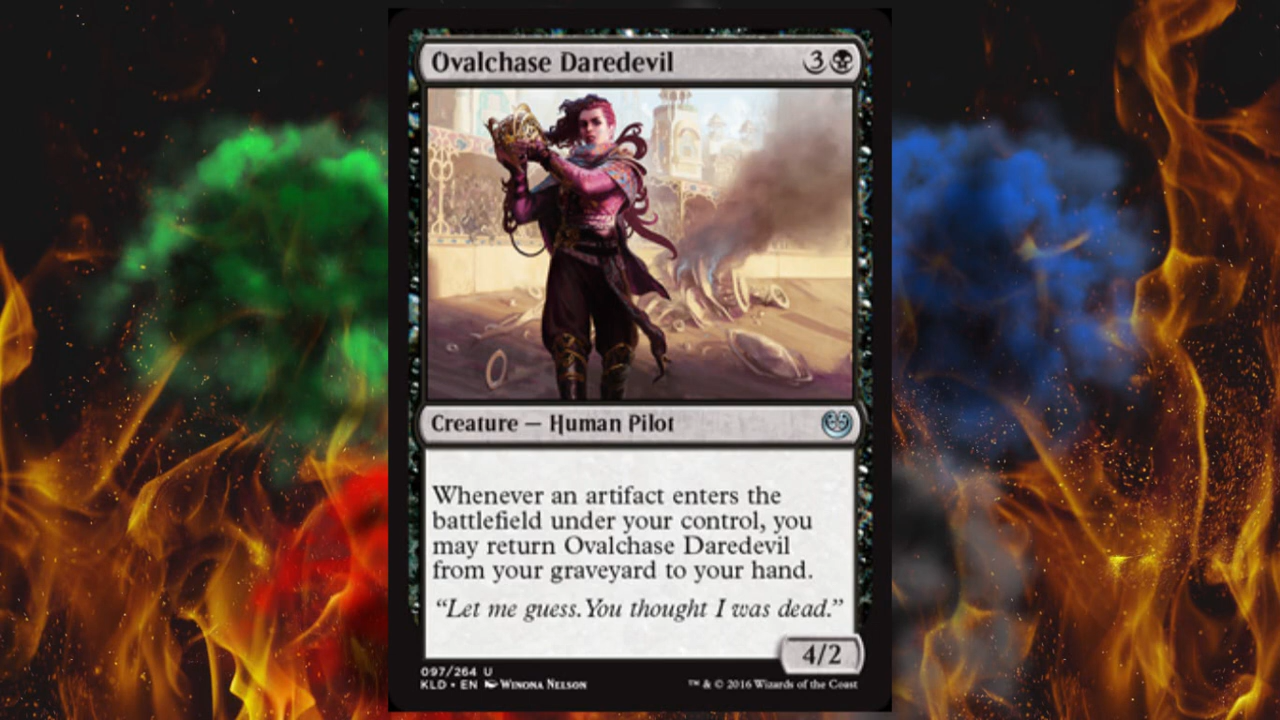 Ovalchase Daredevil 3
Creature — Human Pilot
Whenever an artifact enters the
battlefield under your control, you
may return Ovalchase Daredevil
from your graveyard to your hand.
“Let me guess. You thought I was dead.”
4/2
097/264 U
KLD • EN Winona Nelson
™ & © 2016 Wizards of the Coast